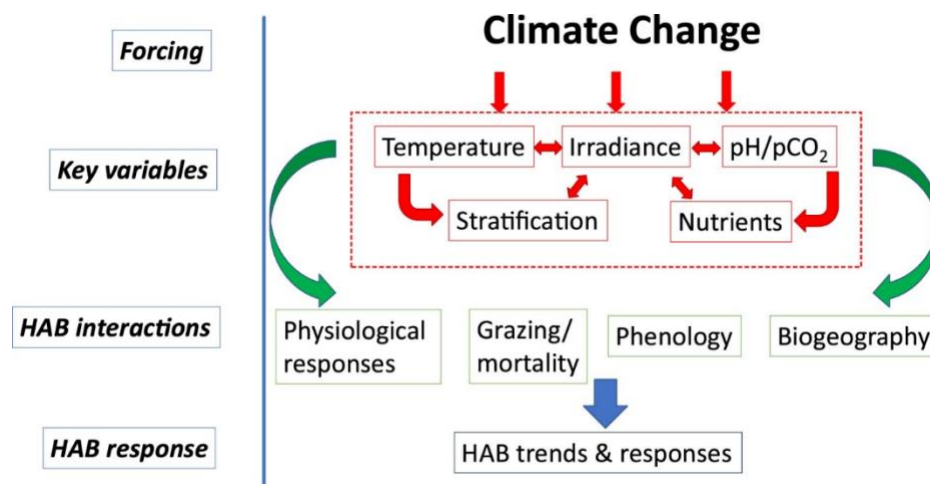 Forcing
Climate Change
Key variables
Temperature
Irradiance
pH/pCO₂
Stratification
Nutrients
HAB interactions
Physiological
responses
Grazing/
mortality
Phenology
Biogeography
HAB response
HAB trends & responses